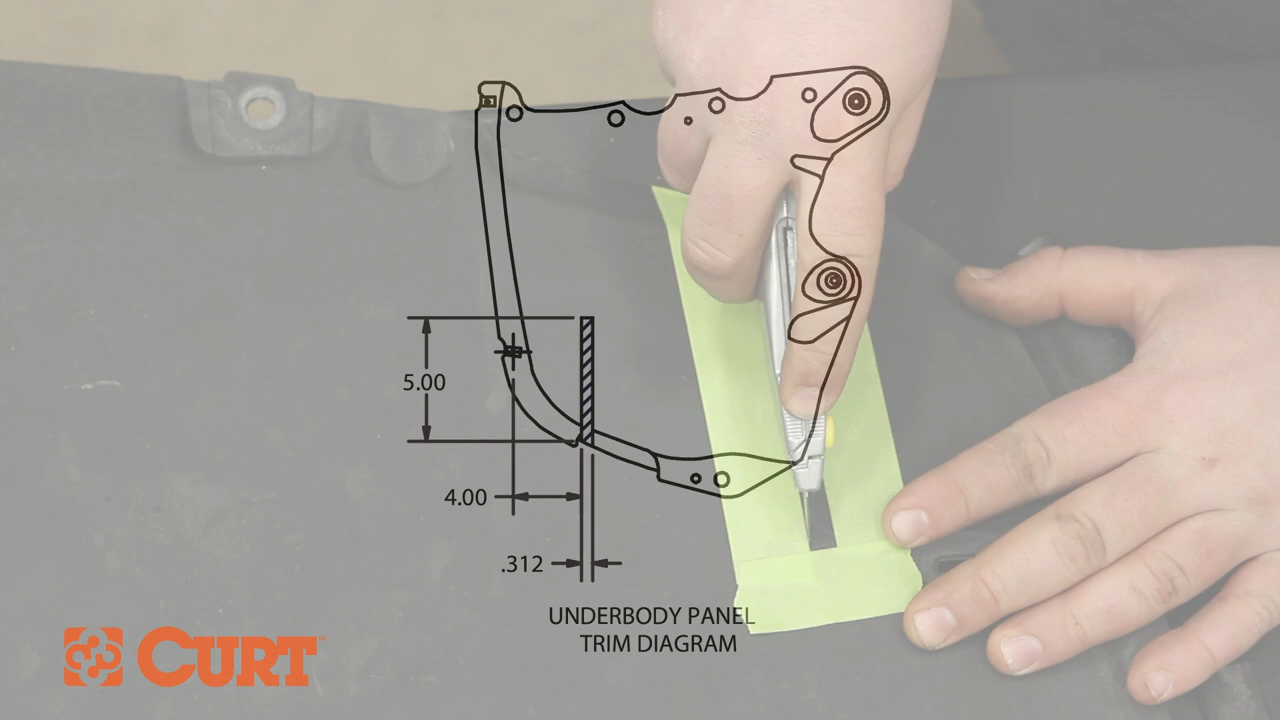 5.00
4.00
.312
UNDERBODY PANEL
TRIM DIAGRAM
CURT